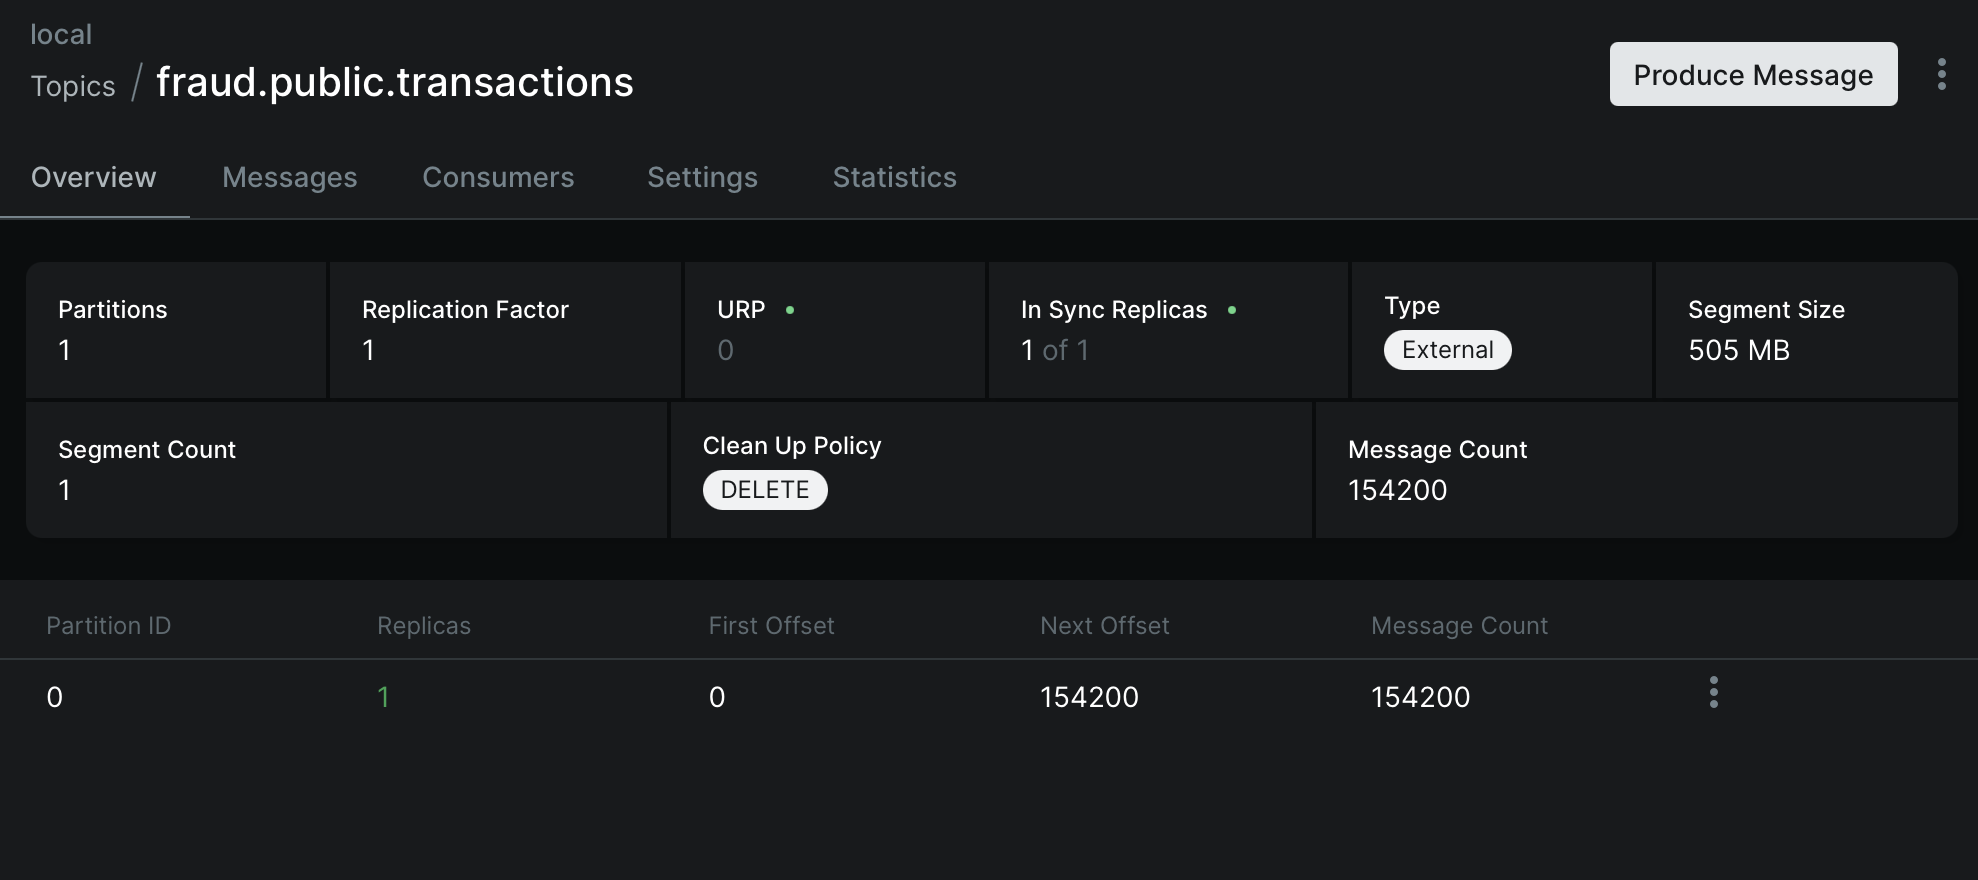 local
Topics / fraud.public.transactions
Produce Message
Overview Messages Consumers Settings Statistics
Partitions Replication Factor URP In Sync Replicas Type Segment Size
1 1 0 1 of 1 External 505 MB
Segment Count Clean Up Policy Message Count
1 DELETE 154200
Partition ID Replicas First Offset Next Offset Message Count
0 1 0 154200 154200